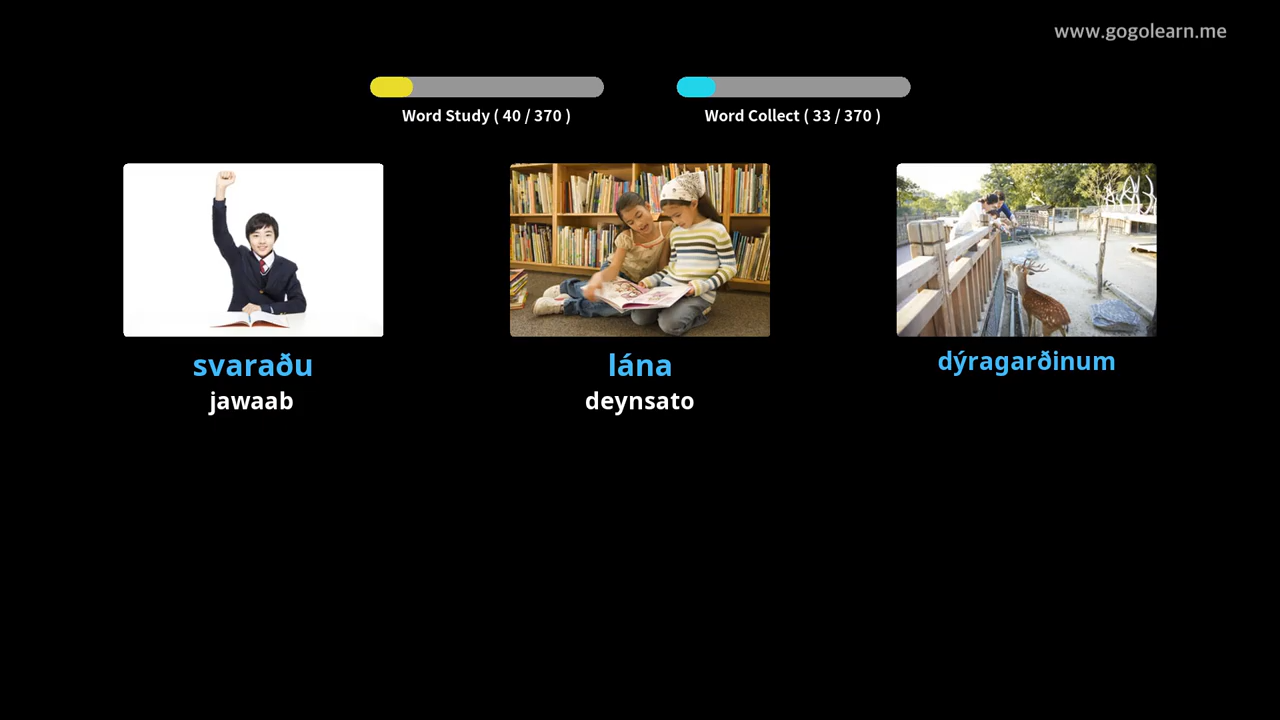 www.gogolearn.me
Word Study ( 40 / 370 )
Word Collect ( 33 / 370 )
svaraðu
jawaab
lána
deynsato
dýragarðinum